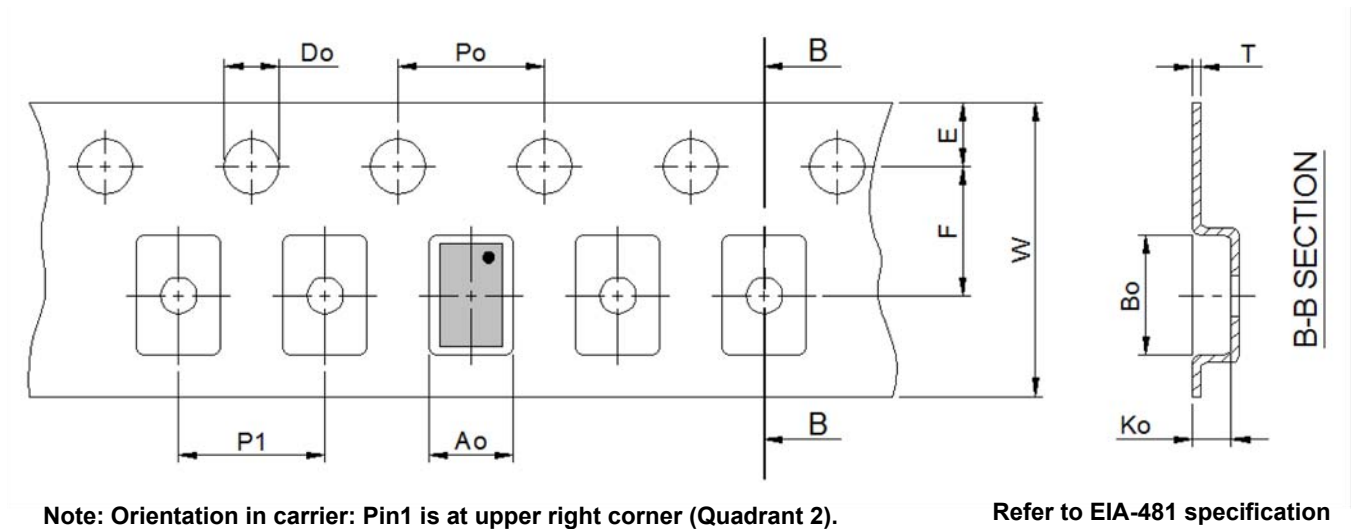 Do
Po
B
T
E
F
W
Bo
B-B SECTION
P1
Ao
B
Ko
Note: Orientation in carrier: Pin1 is at upper right corner (Quadrant 2).
Refer to EIA-481 specification